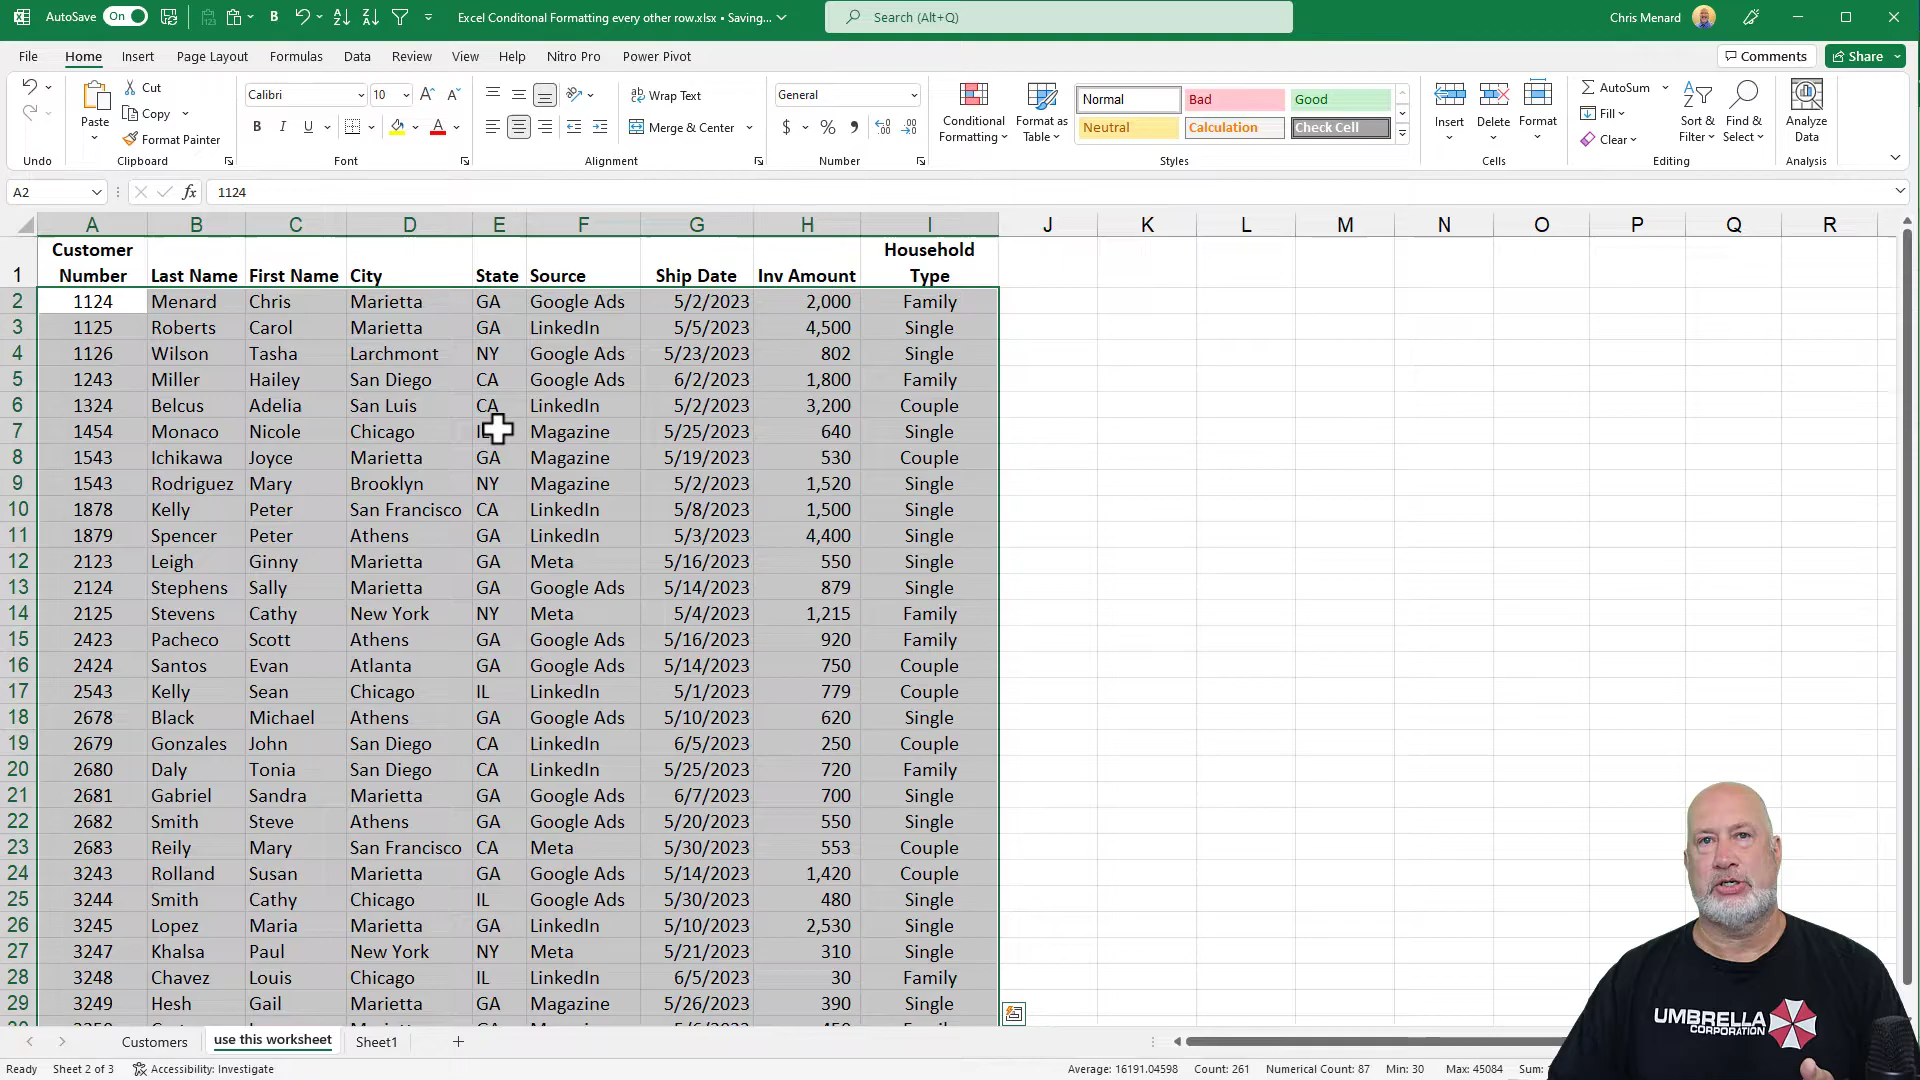 AutoSave On B Excel Conditonal Formatting every other row.xlsx • Saving... Search (Alt+Q) Chris Menard
File Home Insert Page Layout Formulas Data Review View Help Nitro Pro Power Pivot Comments Share
Cut Calibri 10 Wrap Text General Normal Bad Good AutoSum
Paste Copy Conditional Formatting Format as Table Insert Delete Format Fill Sort & Filter Find & Select Analyze Data
Format Painter B I U Merge & Center $ % Neutral Calculation Check Cell Clear
Undo Clipboard Font Alignment Number Styles Cells Editing Analysis
A2 fx 1124
A B C D E F G H I J K L M N O P Q R
1 Customer Number Last Name First Name City State Source Ship Date Inv Amount Household Type
2 1124 Menard Chris Marietta GA Google Ads 5/2/2023 2,000 Family
3 1125 Roberts Carol Marietta GA LinkedIn 5/5/2023 4,500 Single
4 1126 Wilson Tasha Larchmont NY Google Ads 5/23/2023 802 Single
5 1243 Miller Hailey San Diego CA Google Ads 6/2/2023 1,800 Family
6 1324 Belcus Adelia San Luis CA LinkedIn 5/2/2023 3,200 Couple
7 1454 Monaco Nicole Chicago Magazine 5/25/2023 640 Single
8 1543 Ichikawa Joyce Marietta GA Magazine 5/19/2023 530 Couple
9 1543 Rodriguez Mary Brooklyn NY Magazine 5/2/2023 1,520 Single
10 1878 Kelly Peter San Francisco CA LinkedIn 5/8/2023 1,500 Single
11 1879 Spencer Peter Athens GA LinkedIn 5/3/2023 4,400 Single
12 2123 Leigh Ginny Marietta GA Meta 5/16/2023 550 Single
13 2124 Stephens Sally Marietta GA Google Ads 5/14/2023 879 Single
14 2125 Stevens Cathy New York NY Meta 5/4/2023 1,215 Family
15 2423 Pacheco Scott Athens GA Google Ads 5/16/2023 920 Family
16 2424 Santos Evan Atlanta GA Google Ads 5/14/2023 750 Couple
17 2543 Kelly Sean Chicago IL LinkedIn 5/1/2023 779 Couple
18 2678 Black Michael Athens GA Google Ads 5/10/2023 620 Single
19 2679 Gonzales John San Diego CA LinkedIn 6/5/2023 250 Couple
20 2680 Daly Tonia San Diego CA LinkedIn 5/25/2023 720 Family
21 2681 Gabriel Sandra Marietta GA Google Ads 6/7/2023 700 Single
22 2682 Smith Steve Athens GA Google Ads 5/20/2023 550 Single
23 2683 Reily Mary San Francisco CA Meta 5/30/2023 553 Couple
24 3243 Rolland Susan Marietta GA Google Ads 5/14/2023 1,420 Couple
25 3244 Smith Cathy Chicago IL Google Ads 5/30/2023 480 Single
26 3245 Lopez Maria Marietta GA LinkedIn 5/10/2023 2,530 Single
27 3247 Khalsa Paul New York NY Meta 5/21/2023 310 Single
28 3248 Chavez Louis Chicago IL LinkedIn 6/5/2023 30 Family
29 3249 Hesh Gail Marietta GA Magazine 5/26/2023 390 Single
UMBRELLA
CORPORATION
Customers use this worksheet Sheet1
Ready Sheet 2 of 3 Accessibility: Investigate Average: 16191.04598 Count: 261 Numerical Count: 87 Min: 30 Max: 45084 Sum: